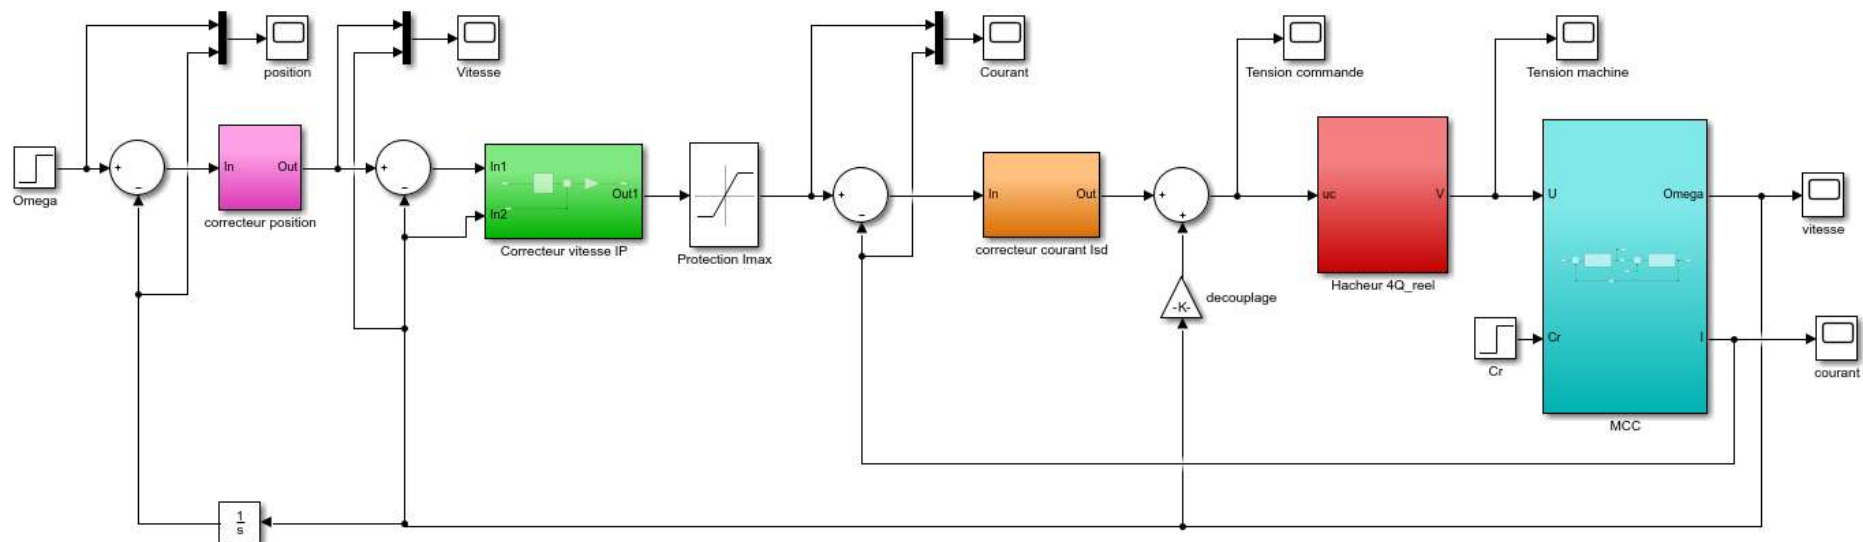 position
Vitesse
Courant
Tension commande
Tension machine
Omega
+
−
In
Out
correcteur position
+
−
In1
In2
Out1
Correcteur vitesse IP
Protection Imax
+
−
In
Out
correcteur courant Isd
+
+
-K-
decouplage
uc
V
Hacheur 4Q_reel
Cr
U
Cr
Omega
I
MCC
vitesse
courant
1
s